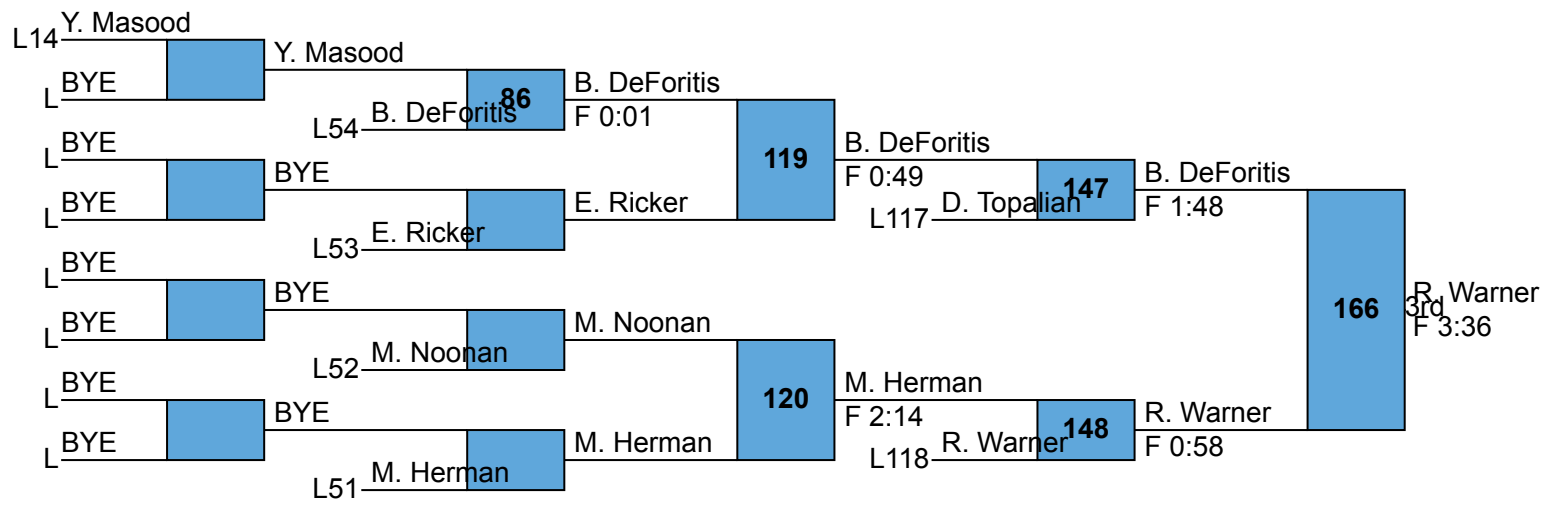 Y. Masood
L14
Y. Masood
BYE
L
86
B. DeForitis
B. DeForitis
F 0:01
L54
BYE
L
119
B. DeForitis
F 0:49
BYE
BYE
L
147
B. DeForitis
F 1:48
E. Ricker
D. Topalian
L117
E. Ricker
L53
BYE
L
BYE
R. Warner
166
3rd
F 3:36
BYE
L
M. Noonan
M. Noonan
L52
BYE
L
M. Herman
120
F 2:14
BYE
R. Warner
148
BYE
L
M. Herman
R. Warner
F 0:58
L118
M. Herman
L51